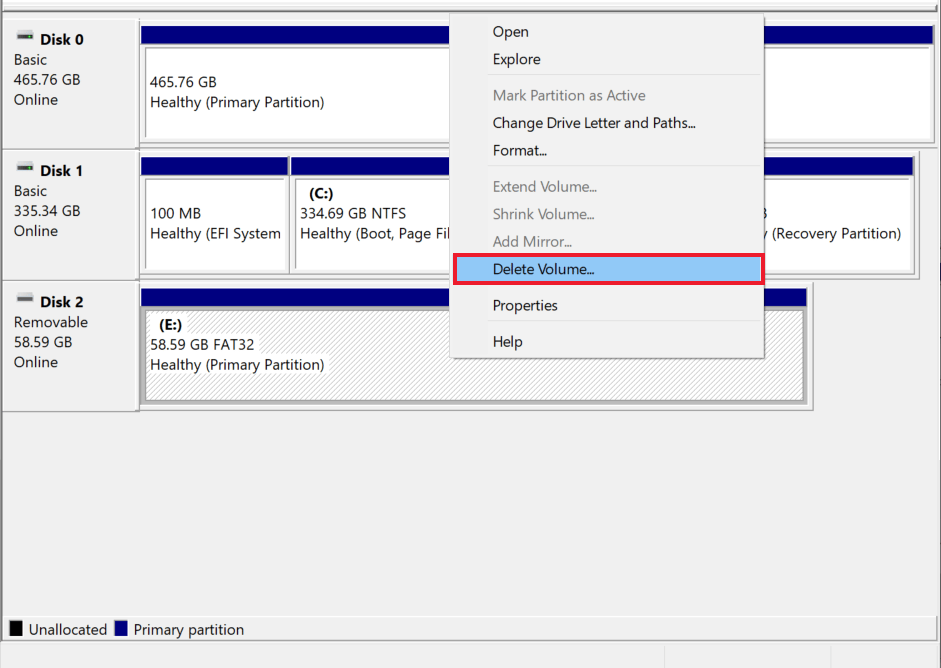 Disk 0
Basic
465.76 GB
Online
465.76 GB
Healthy (Primary Partition)
Disk 1
Basic
335.34 GB
Online
100 MB
Healthy (EFI System
(C:)
334.69 GB NTFS
Healthy (Boot, Page Fil
(Recovery Partition)
Disk 2
Removable
58.59 GB
Online
(E:)
58.59 GB FAT32
Healthy (Primary Partition)
Open
Explore
Mark Partition as Active
Change Drive Letter and Paths...
Format...
Extend Volume...
Shrink Volume...
Add Mirror...
Delete Volume...
Properties
Help
Unallocated
Primary partition